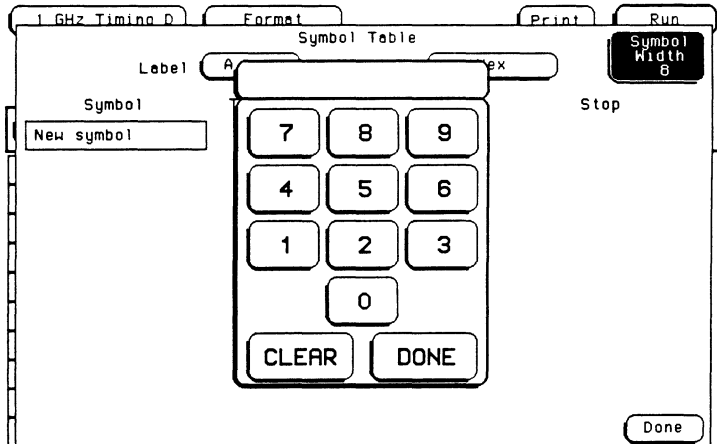 1 GHz Timing D Format Print Run
Symbol Table
Symbol Width 8
Label A ex
Symbol Stop
New symbol
7 8 9
4 5 6
1 2 3
0
CLEAR DONE
Done